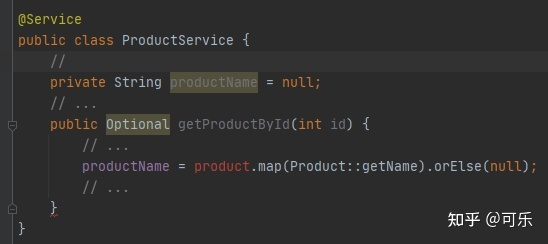 @Service
public class ProductService {
    //
    private String productName = null;
    // ...
    public Optional getProductById(int id) {
        // ...
        productName = product.map(Product::getName).orElse(null);
        // ...
    }
}
知乎 @可乐